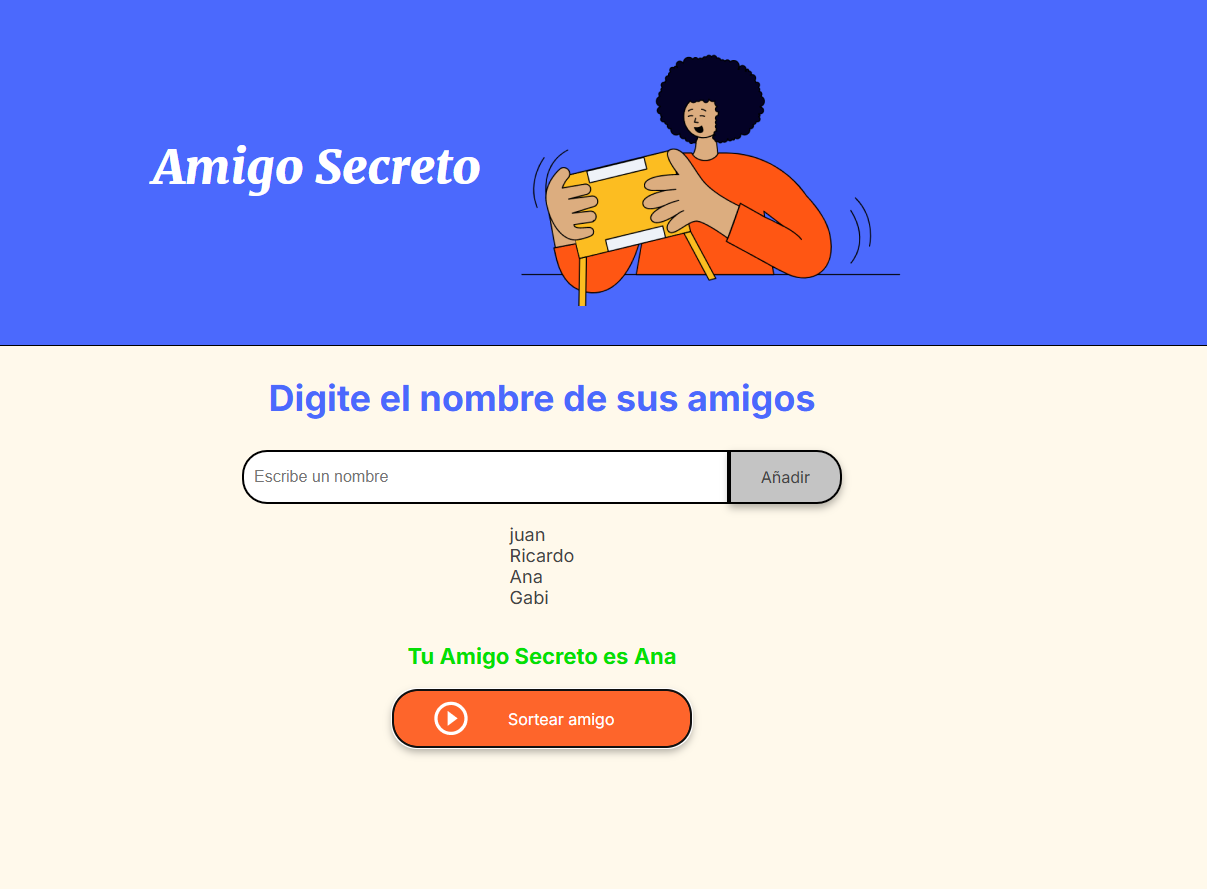 Amigo Secreto
Digite el nombre de sus amigos
Escribe un nombre
Añadir
juan
Ricardo
Ana
Gabi
Tu Amigo Secreto es Ana
Sortear amigo